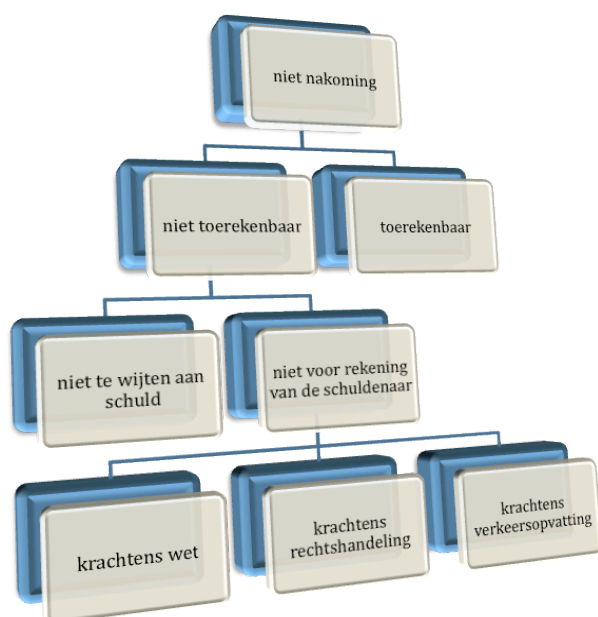 niet nakoming
niet toerekenbaar
toerekenbaar
niet te wijten aan
schuld
niet voor rekening
van de schuldenaar
krachtens wet
krachtens
rechtshandeling
krachtens
verkeersopvatting